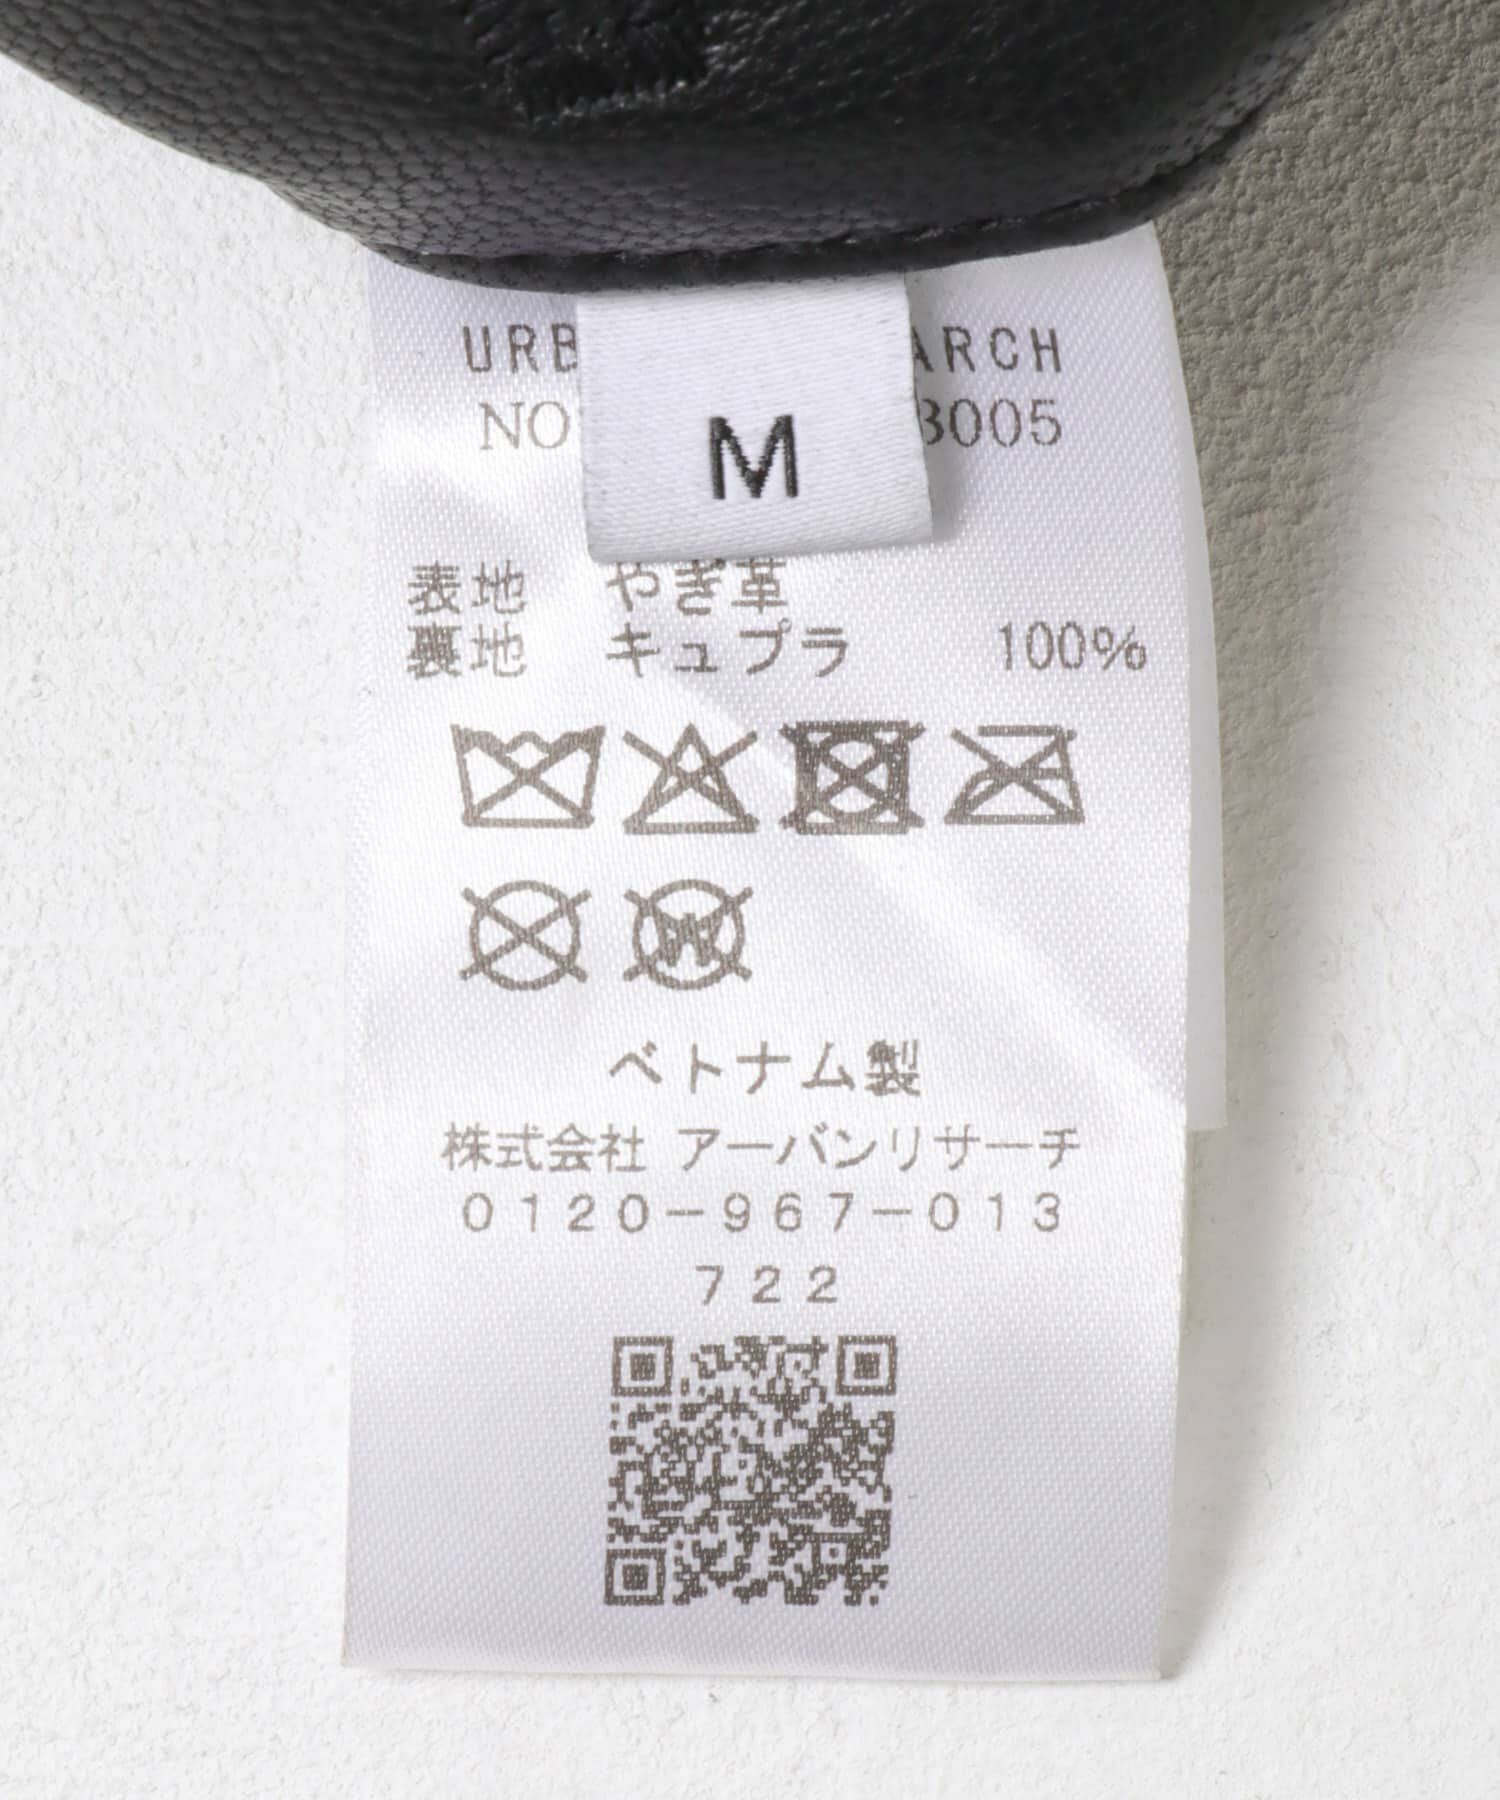 URB ARCH
NO 3005
M
表地 やぎ革
裏地 キュプラ 100%
W
ベトナム製
株式会社 アーバンリサーチ
0120-967-013
722